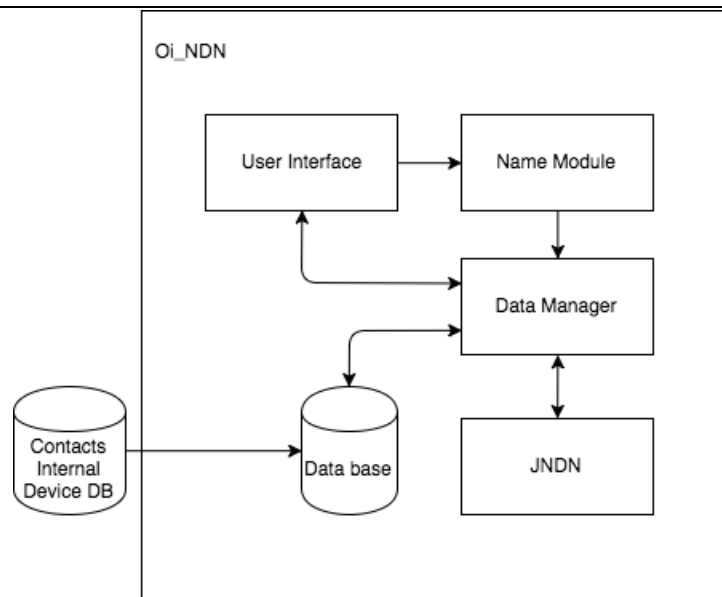 Oi_NDN
User Interface
Name Module
Data Manager
Contacts
Internal
Device DB
Data base
JNDN